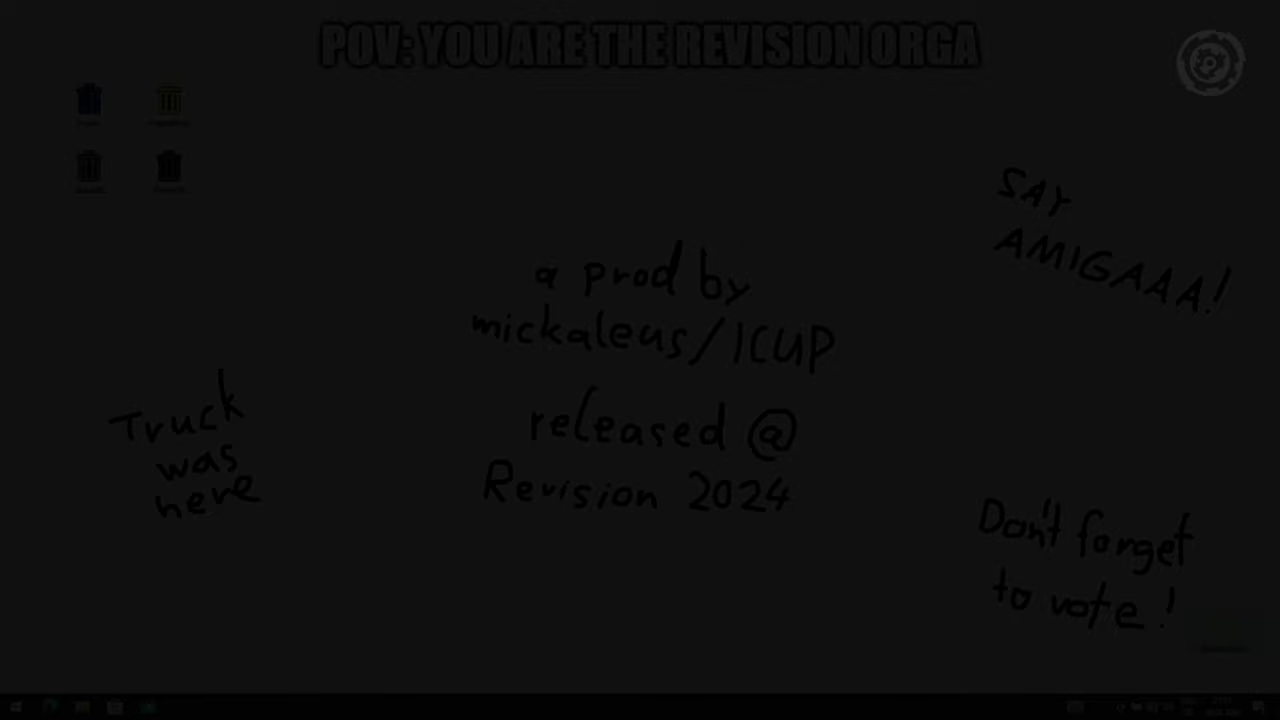 POV: YOU ARE THE REVISION ORGA
SAY
AMIGAAA!
a prod by
mickaleus/ICUP
released @
Revision 2024
Truck
was
here
Don't forget
to vote!